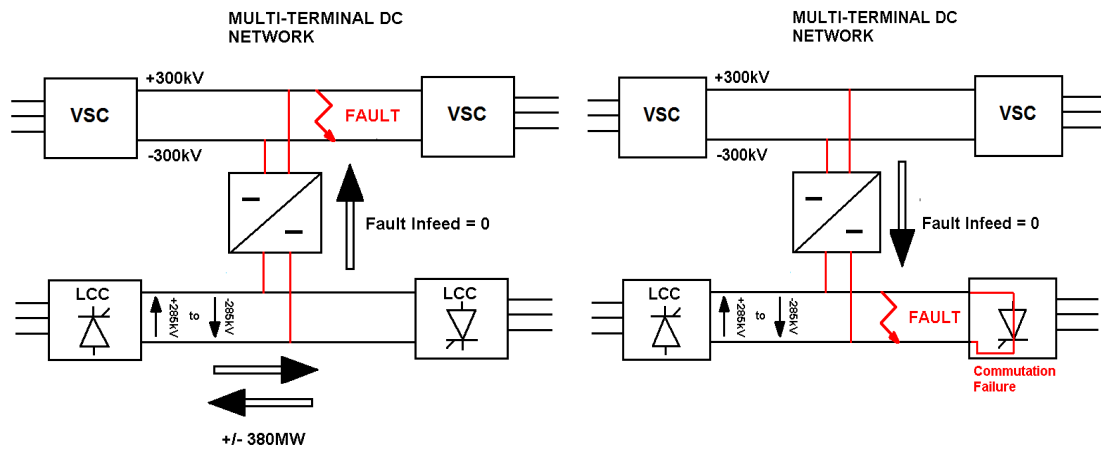 MULTI-TERMINAL DC
NETWORK
+300kV
VSC
FAULT
VSC
-300kV
Fault Infeed = 0
LCC
+285kV
to
-285kV
LCC
+/- 380MW
MULTI-TERMINAL DC
NETWORK
+300kV
VSC
VSC
-300kV
Fault Infeed = 0
LCC
+285kV
to
-285kV
FAULT
Commutation
Failure